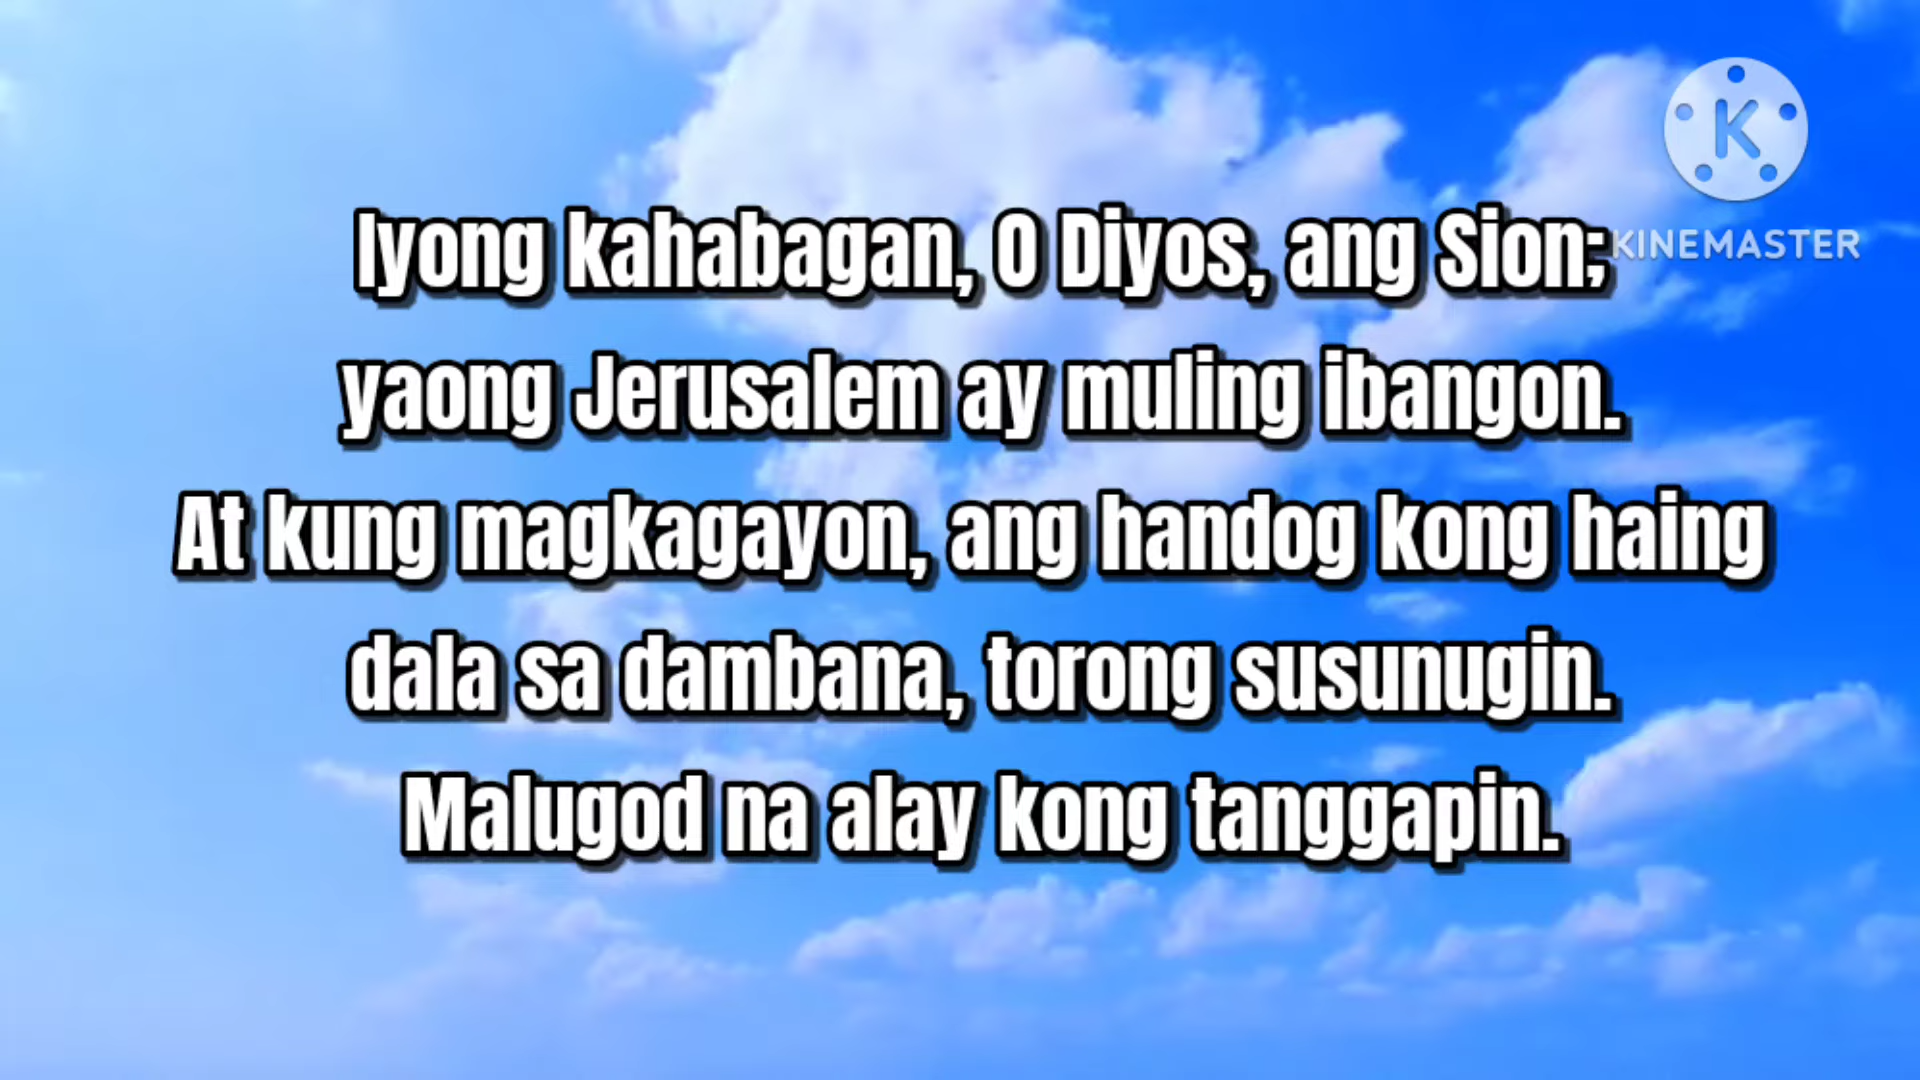 K
KINEMASTER
Iyong kahabagan, O Diyos, ang Sion;
yaong Jerusalem ay muling ibangon.
At kung magkagayon, ang handog kong haing
dala sa dambana, torong susunugin.
Malugod na alay kong tanggapin.